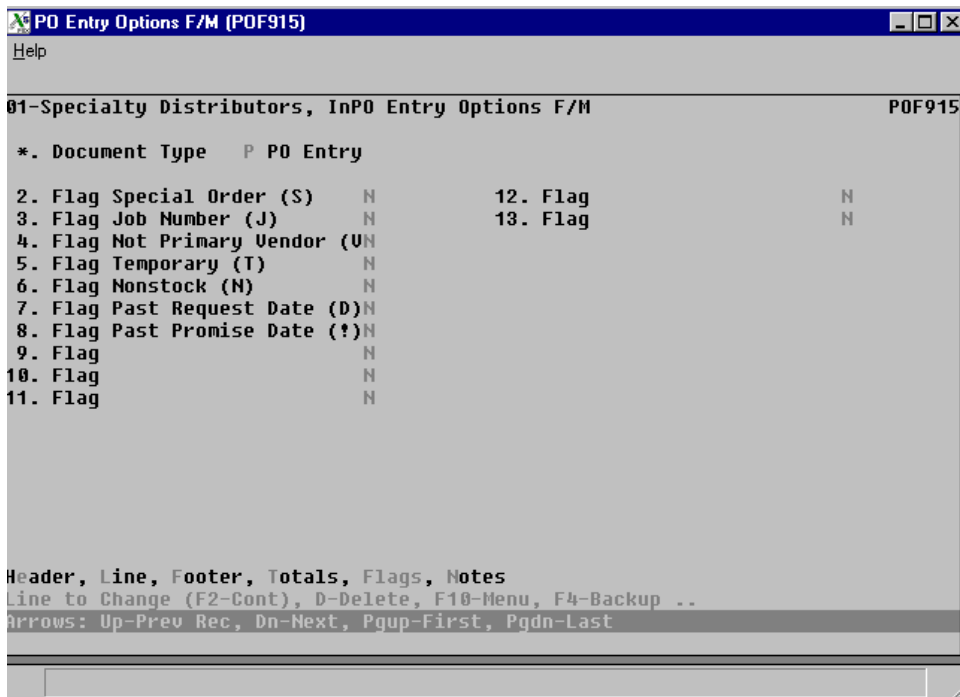 PO Entry Options F/M (POF915)
Help
01-Specialty Distributors, InPO Entry Options F/M POF915
*. Document Type P PO Entry
2. Flag Special Order (S) N 12. Flag N
3. Flag Job Number (J) N 13. Flag N
4. Flag Not Primary Vendor (VN
5. Flag Temporary (T) N
6. Flag Nonstock (N) N
7. Flag Past Request Date (D)N
8. Flag Past Promise Date (!)N
9. Flag N
10. Flag N
11. Flag N
Header, Line, Footer, Totals, Flags, Notes
Line to Change (F2-Cont), D-Delete, F10-Menu, F4-Backup ..
Arrows: Up-Prev Rec, Dn-Next, Pgup-First, Pgdn-Last